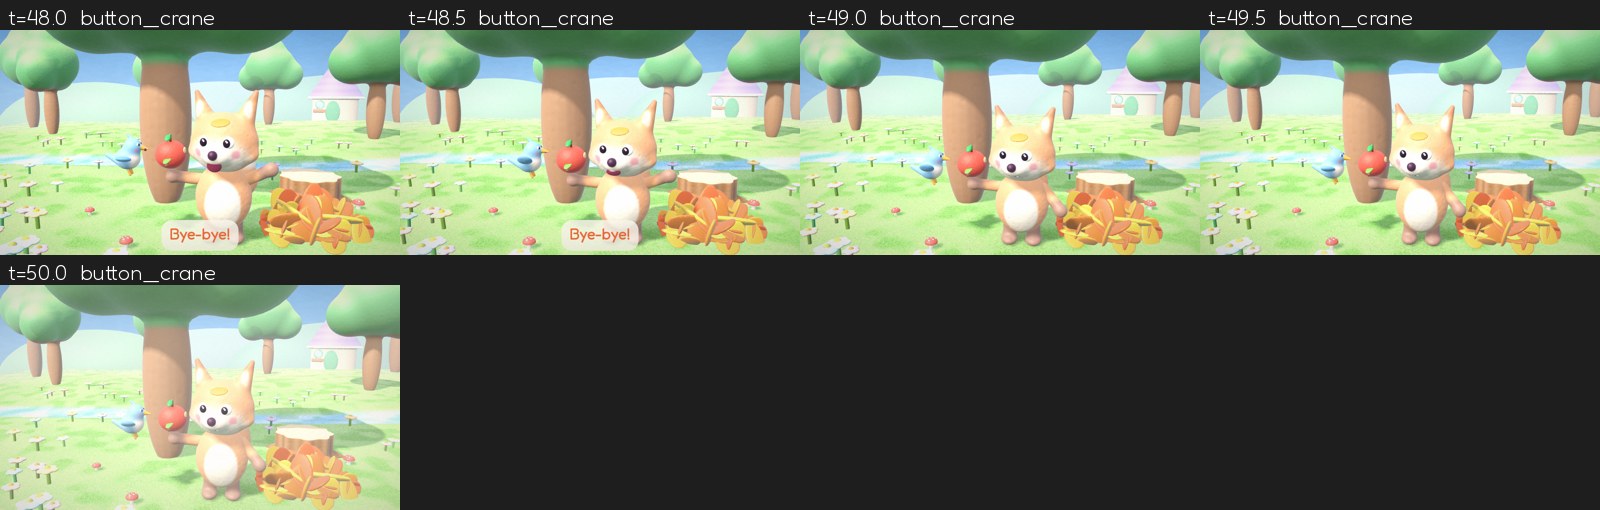 t=48.0 button_crane
t=48.5 button_crane
t=49.0 button_crane
t=49.5 button_crane
Bye-bye!
Bye-bye!
t=50.0 button_crane